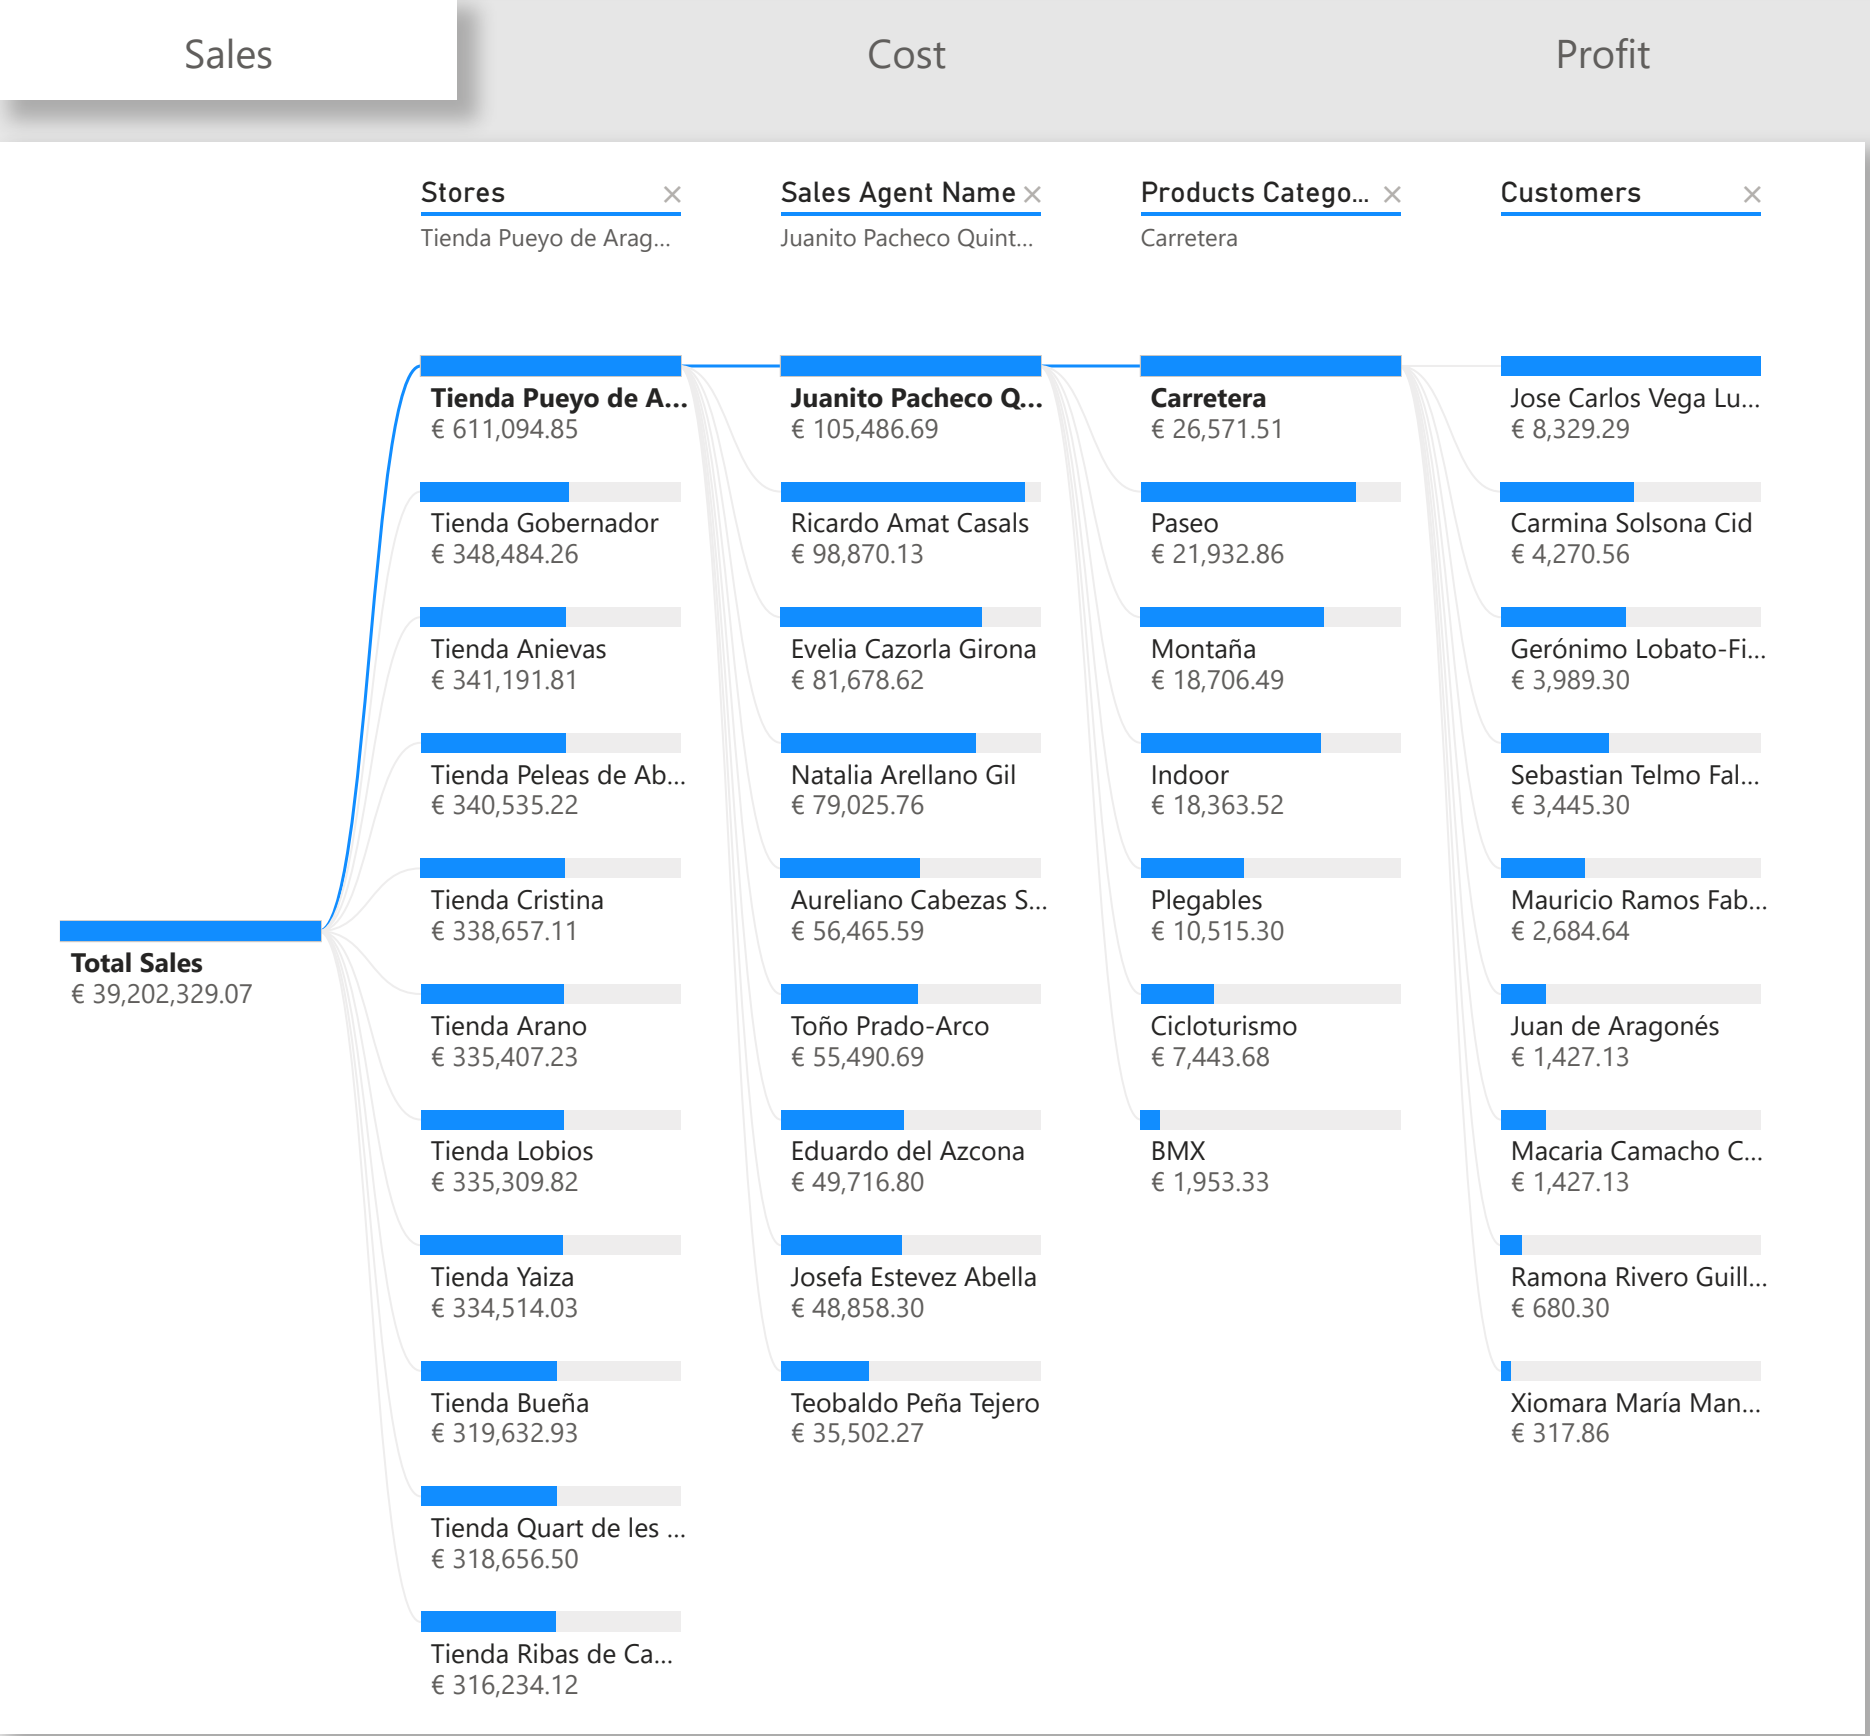 Sales
Cost
Profit
Stores
Tienda Pueyo de Arag...
Sales Agent Name
Juanito Pacheco Quint...
Products Catego...
Carretera
Customers
Total Sales
€ 39,202,329.07
Tienda Pueyo de A...
€ 611,094.85
Tienda Gobernador
€ 348,484.26
Tienda Anievas
€ 341,191.81
Tienda Peleas de Ab...
€ 340,535.22
Tienda Cristina
€ 338,657.11
Tienda Arano
€ 335,407.23
Tienda Lobios
€ 335,309.82
Tienda Yaiza
€ 334,514.03
Tienda Bueña
€ 319,632.93
Tienda Quart de les ...
€ 318,656.50
Tienda Ribas de Ca...
€ 316,234.12
Juanito Pacheco Q...
€ 105,486.69
Ricardo Amat Casals
€ 98,870.13
Evelia Cazorla Girona
€ 81,678.62
Natalia Arellano Gil
€ 79,025.76
Aureliano Cabezas S...
€ 56,465.59
Toño Prado-Arco
€ 55,490.69
Eduardo del Azcona
€ 49,716.80
Josefa Estevez Abella
€ 48,858.30
Teobaldo Peña Tejero
€ 35,502.27
Carretera
€ 26,571.51
Paseo
€ 21,932.86
Montaña
€ 18,706.49
Indoor
€ 18,363.52
Plegables
€ 10,515.30
Cicloturismo
€ 7,443.68
BMX
€ 1,953.33
Jose Carlos Vega Lu...
€ 8,329.29
Carmina Solsona Cid
€ 4,270.56
Gerónimo Lobato-Fi...
€ 3,989.30
Sebastian Telmo Fal...
€ 3,445.30
Mauricio Ramos Fab...
€ 2,684.64
Juan de Aragonés
€ 1,427.13
Macaria Camacho C...
€ 1,427.13
Ramona Rivero Guill...
€ 680.30
Xiomara María Man...
€ 317.86